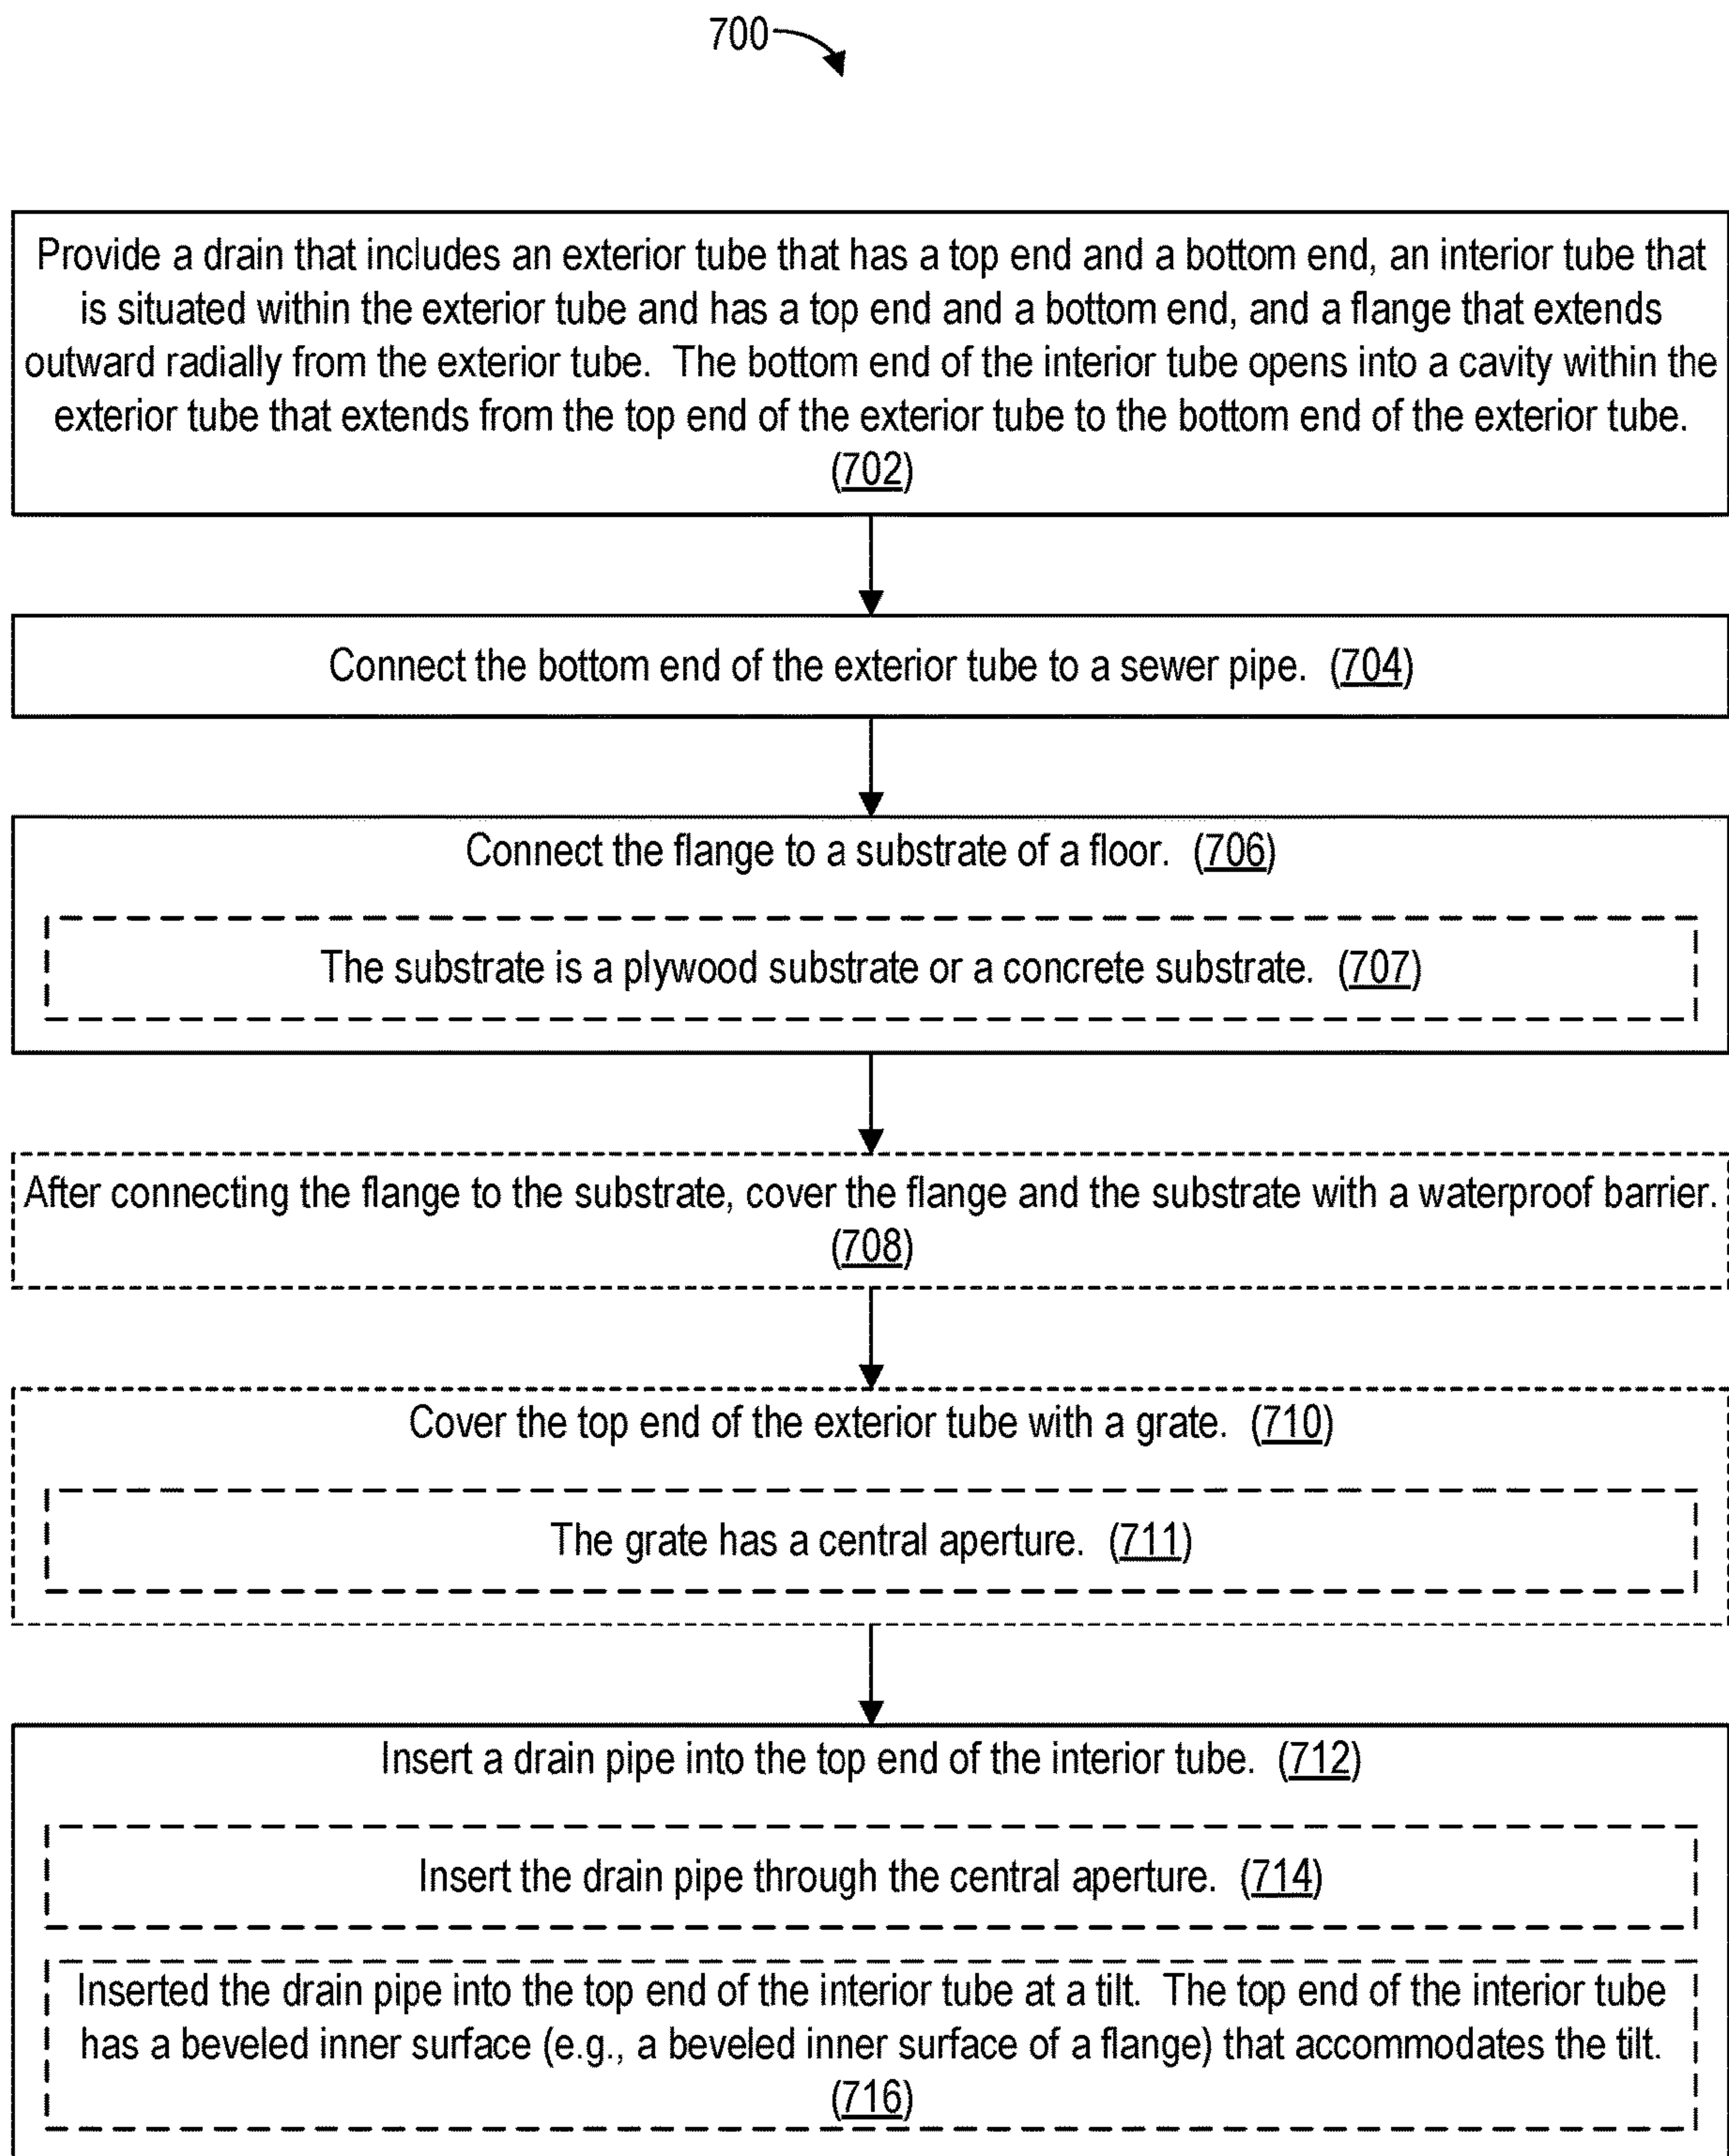 700
Provide a drain that includes an exterior tube that has a top end and a bottom end, an interior tube that
is situated within the exterior tube and has a top end and a bottom end, and a flange that extends
outward radially from the exterior tube. The bottom end of the interior tube opens into a cavity within the
exterior tube that extends from the top end of the exterior tube to the bottom end of the exterior tube.
(702)
Connect the bottom end of the exterior tube to a sewer pipe. (704)
Connect the flange to a substrate of a floor. (706)
The substrate is a plywood substrate or a concrete substrate. (707)
After connecting the flange to the substrate, cover the flange and the substrate with a waterproof barrier.
(708)
Cover the top end of the exterior tube with a grate. (710)
The grate has a central aperture. (711)
Insert a drain pipe into the top end of the interior tube. (712)
Insert the drain pipe through the central aperture. (714)
Inserted the drain pipe into the top end of the interior tube at a tilt. The top end of the interior tube
has a beveled inner surface (e.g., a beveled inner surface of a flange) that accommodates the tilt.
(716)